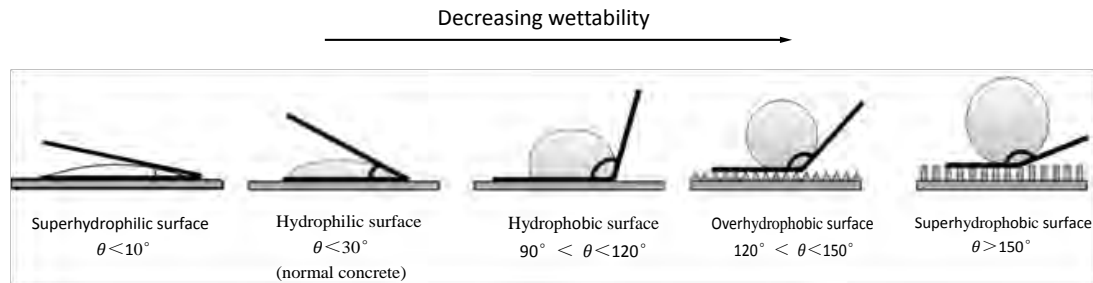 Decreasing wettability
Superhydrophilic surface
θ<10°
Hydrophilic surface
θ<30°
(normal concrete)
Hydrophobic surface
90° < θ<120°
Overhydrophobic surface
120° < θ<150°
Superhydrophobic surface
θ>150°